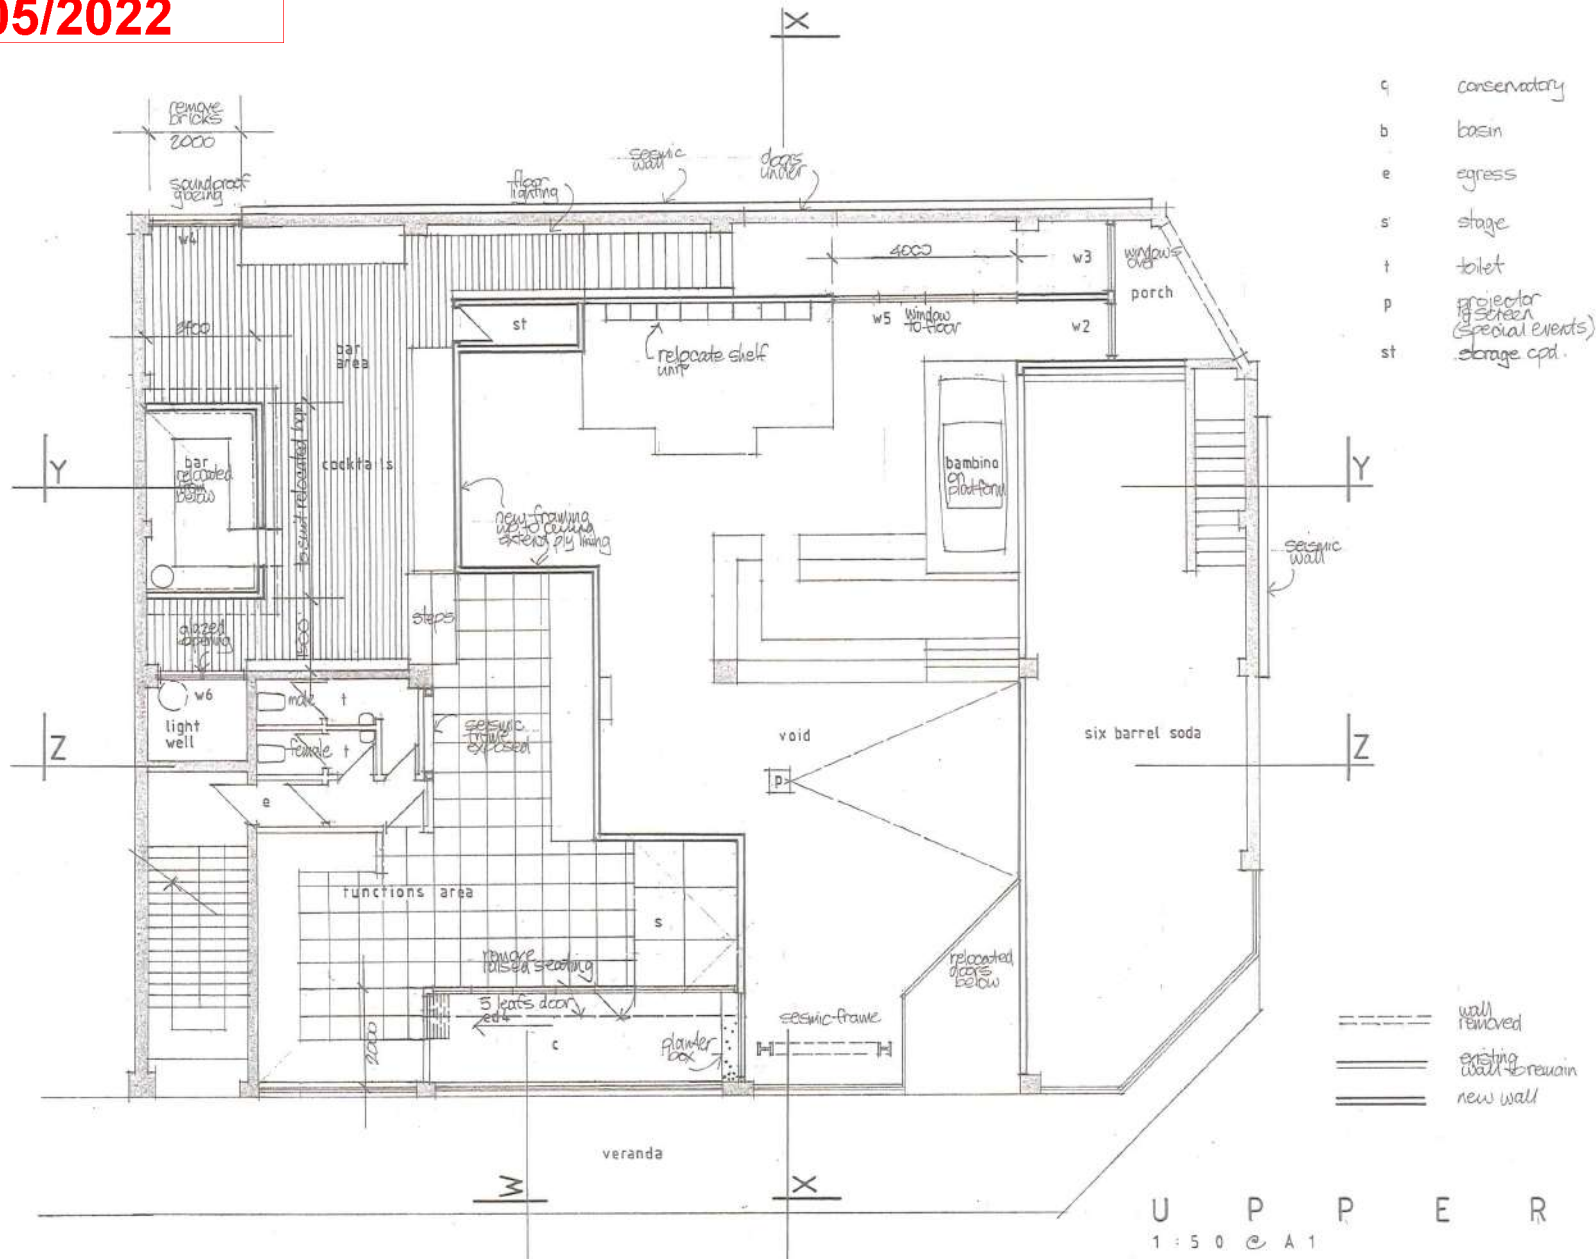 05/2022
X
remove
bricks
2000
soundproof
glazing
floor
lighting
seismic
wall
doors
under
c conservatory
b basin
e egress
s stage
t toilet
p projector
& screen
(special events)
st storage cpd.
w4
4000
w3
windows
over
porch
w5 window
to floor
w2
st
relocate shelf
unit
bar
area
bar
relocated
from
below
cocktails
Y
Y
bambino
on
platform
new framing
up to ceiling
extend ply lining
seismic
wall
steps
glazed
opening
w6
light
well
male t
female t
seismic
frame
exposed
void
six barrel soda
Z
Z
p
e
functions area
s
remove
raised seating
relocated
doors
below
5 leafs door
ed4
c
2000
planter
box
seismic frame
wall
removed
existing
wall to remain
new wall
veranda
W
X
UPPER
1:50 @ A1